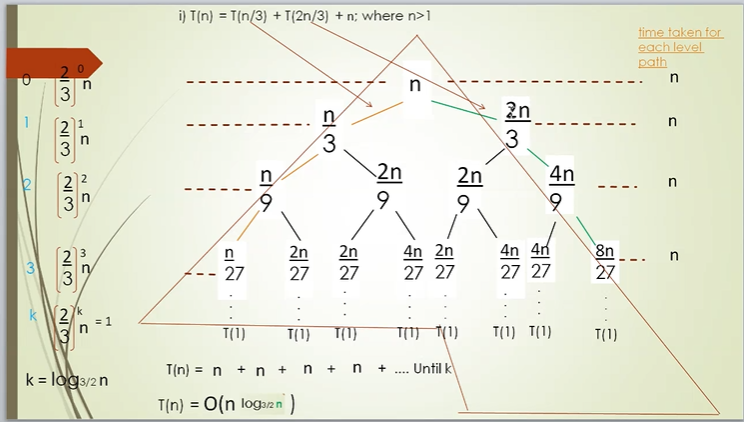 i) T(n) = T(n/3) + T(2n/3) + n; where n>1
time taken for
each level
path
0 (2/3)^0 n
n
n
1 (2/3)^1 n
n/3 2n/3
n
2 (2/3)^2 n
n/9 2n/9 2n/9 4n/9
n
3 (2/3)^3 n
n/27 2n/27 2n/27 4n/27 2n/27 4n/27 4n/27 8n/27
n
k (2/3)^k n = 1
T(1) T(1) T(1) T(1) T(1) T(1) T(1) T(1)
T(n) = n + n + n + n + .... Until k
k = log3/2 n
T(n) = O(n log3/2 n )